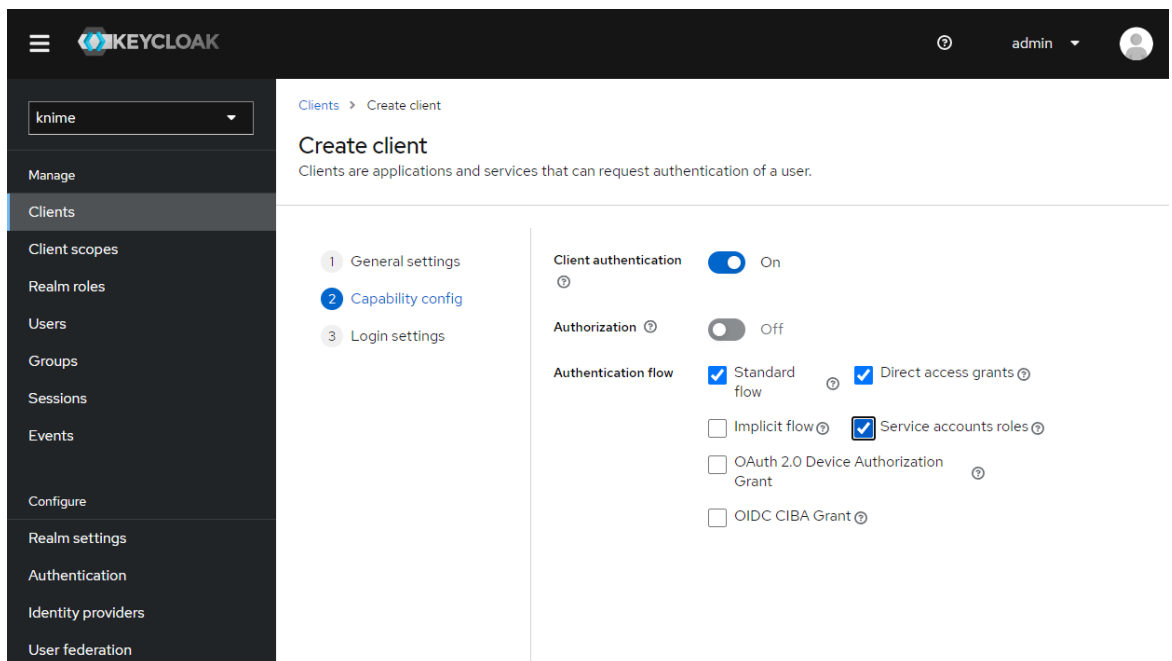 KEYCLOAK
admin
knime
Manage
Clients
Client scopes
Realm roles
Users
Groups
Sessions
Events
Configure
Realm settings
Authentication
Identity providers
User federation
Clients > Create client
Create client
Clients are applications and services that can request authentication of a user.
1 General settings
2 Capability config
3 Login settings
Client authentication
On
Authorization
Off
Authentication flow
Standard
flow
Direct access grants
Implicit flow
Service accounts roles
OAuth 2.0 Device Authorization
Grant
OIDC CIBA Grant